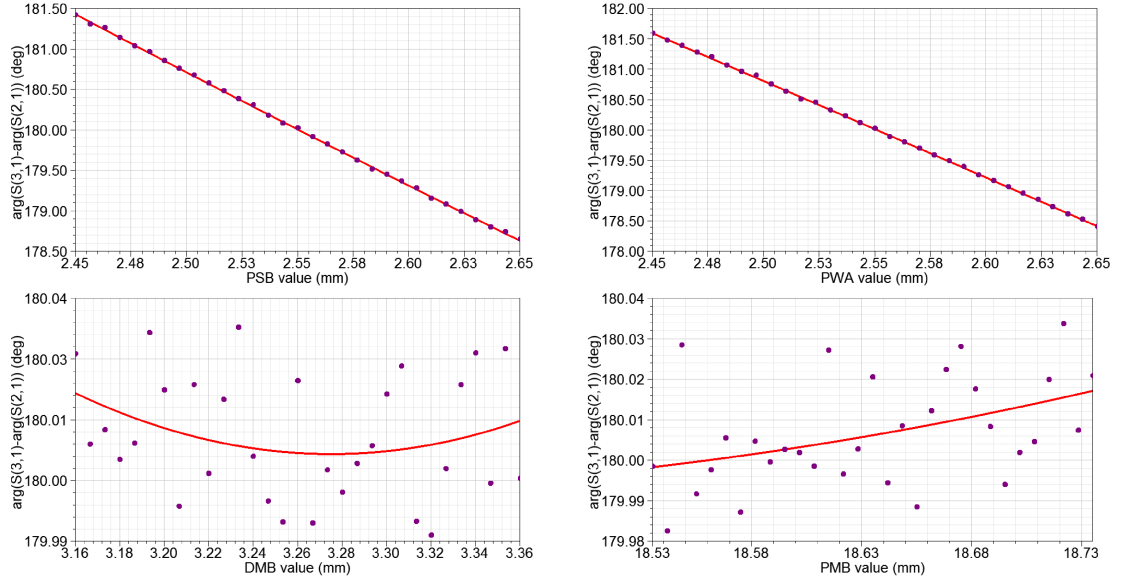 181.50
181.00
180.50
180.00
179.50
179.00
178.50
arg(S(3,1)-arg(S(2,1)) (deg)
2.45 2.48 2.50 2.53 2.55 2.58 2.60 2.63 2.65
PSB value (mm)
182.00
181.50
181.00
180.50
180.00
179.50
179.00
178.50
178.00
arg(S(3,1)-arg(S(2,1)) (deg)
2.45 2.48 2.50 2.53 2.55 2.58 2.60 2.63 2.65
PWA value (mm)
180.04
180.03
180.01
180.00
179.99
arg(S(3,1)-arg(S(2,1)) (deg)
3.16 3.18 3.20 3.23 3.24 3.26 3.28 3.29 3.32 3.34 3.36
DMB value (mm)
180.04
180.03
180.02
180.01
180.00
179.99
179.98
arg(S(3,1)-arg(S(2,1)) (deg)
18.53 18.58 18.63 18.68 18.73
PMB value (mm)